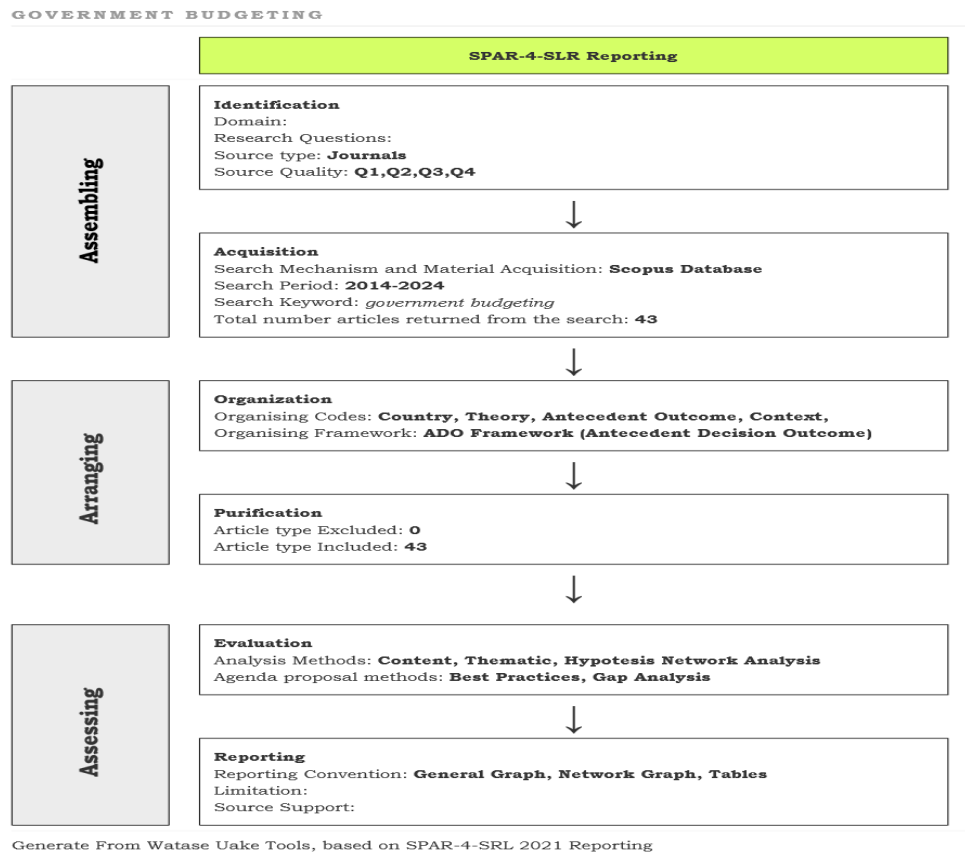 GOVERNMENT BUDGETING
SPAR-4-SLR Reporting
Assembling
Identification
Domain:
Research Questions:
Source type: Journals
Source Quality: Q1,Q2,Q3,Q4
Acquisition
Search Mechanism and Material Acquisition: Scopus Database
Search Period: 2014-2024
Search Keyword: government budgeting
Total number articles returned from the search: 43
Arranging
Organization
Organising Codes: Country, Theory, Antecedent Outcome, Context,
Organising Framework: ADO Framework (Antecedent Decision Outcome)
Purification
Article type Excluded: 0
Article type Included: 43
Assessing
Evaluation
Analysis Methods: Content, Thematic, Hypotesis Network Analysis
Agenda proposal methods: Best Practices, Gap Analysis
Reporting
Reporting Convention: General Graph, Network Graph, Tables
Limitation:
Source Support:
Generate From Watase Uake Tools, based on SPAR-4-SRL 2021 Reporting